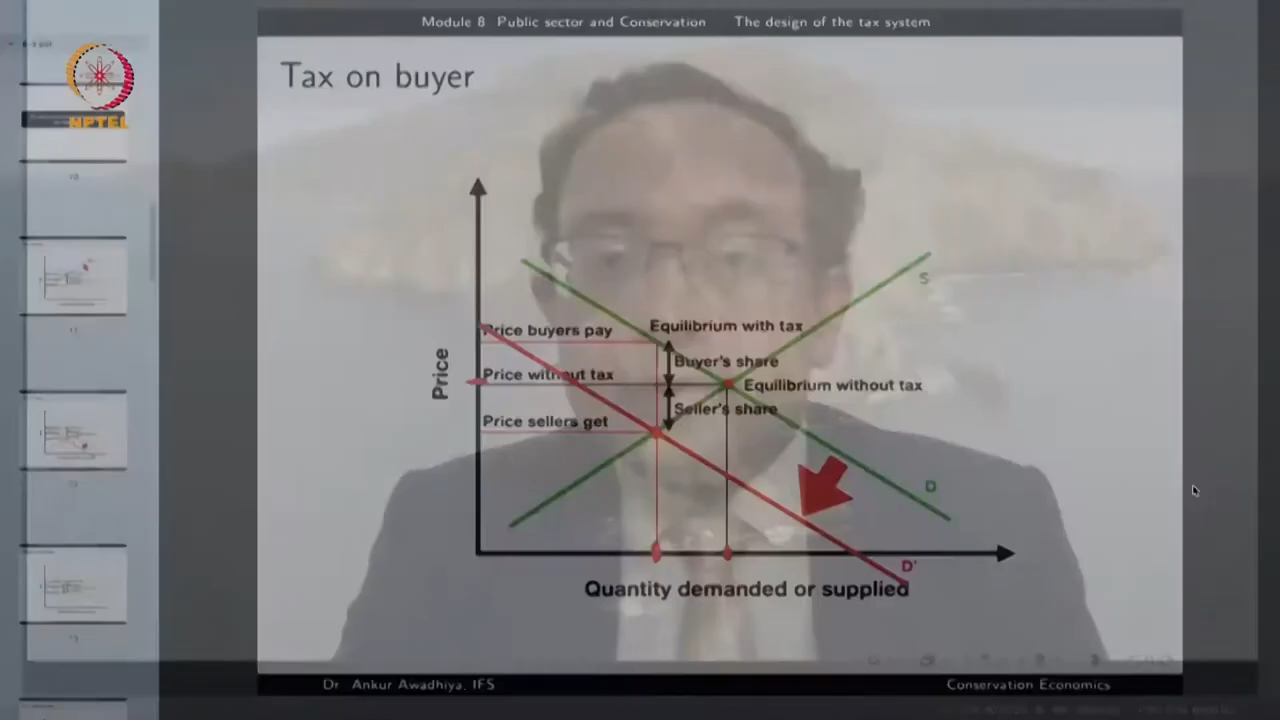 Module 8 Public sector and Conservation The design of the tax system
NPTEL
Tax on buyer
S
Price buyers pay
Equilibrium with tax
Buyer's share
Price without tax
Equilibrium without tax
Price
Seller's share
Price sellers get
D
D'
Quantity demanded or supplied
Dr Ankur Awadhiya, IFS
Conservation Economics